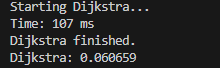 Starting Dijkstra...
Time: 107 ms
Dijkstra finished.
Dijkstra: 0.060659